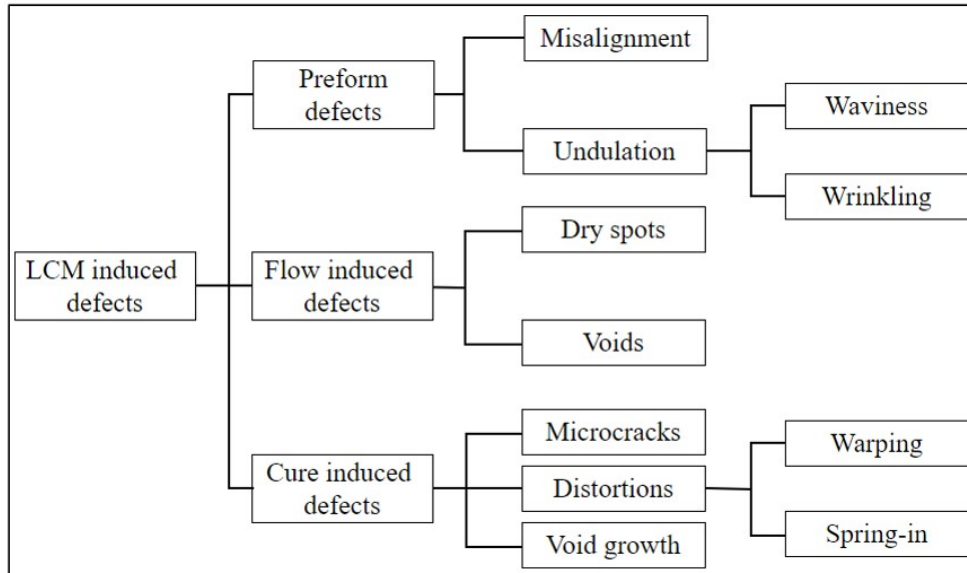 LCM induced
defects
Preform
defects
Misalignment
Undulation
Waviness
Wrinkling
Flow induced
defects
Dry spots
Voids
Cure induced
defects
Microcracks
Distortions
Void growth
Warping
Spring-in